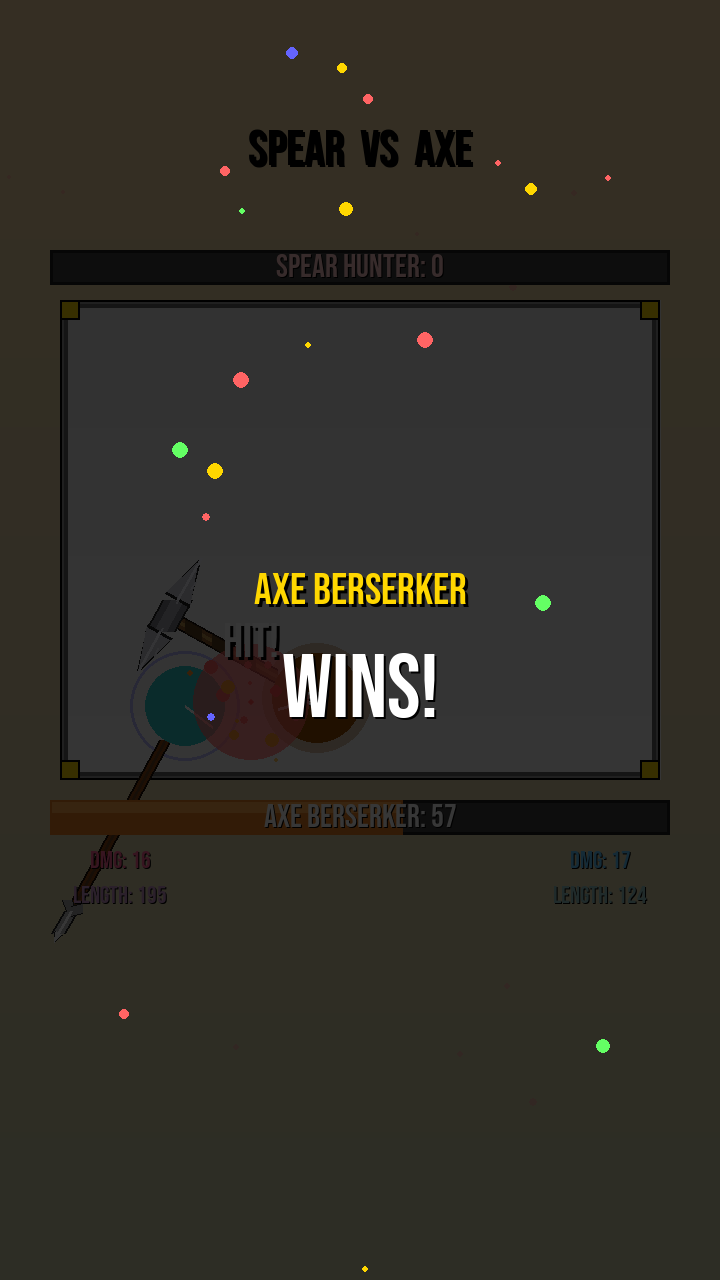 SPEAR VS AXE
SPEAR HUNTER: 0
AXE BERSERKER
HIT!
WINS!
AXE BERSERKER: 57
DMG: 16
DMG: 17
LENGTH: 195
LENGTH: 124